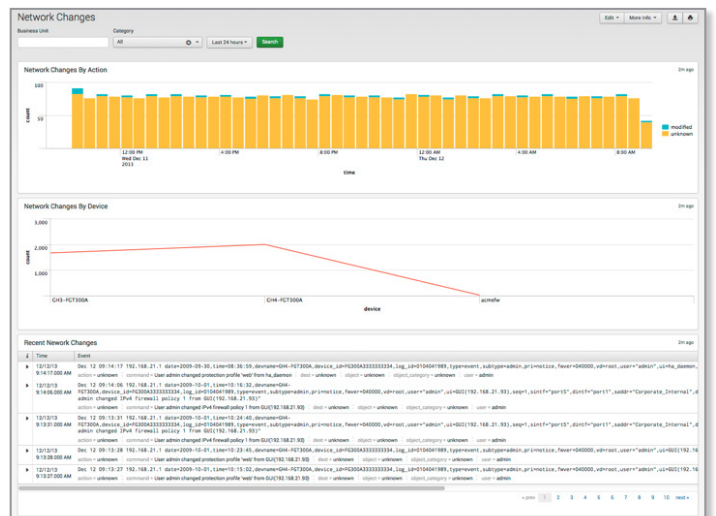 Network Changes
Edit
More Info
Business Unit
Category
All
Last 24 hours
Search
Network Changes By Action
2m ago
100
50
count
12:00 PM
Wed Dec 11
2013
4:00 PM
8:00 PM
12:00 AM
Thu Dec 12
4:00 AM
8:00 AM
time
modified
unknown
Network Changes By Device
2m ago
3,000
2,000
1,000
count
GH3-FGT300A
GH4-FGT300A
acmefw
device
Recent Nework Changes
2m ago
i Time Event
12/12/13 Dec 12 09:14:17 192.168.21.1 date=2009-09-30,time=08:36:59,devname=GH4-FGT300A,device_id=FG300A3333333334,log_id=0104041989,type=event,subtype=admin,pri=notice,fwver=040000,vd=root,user="admin",ui=ha_daemon,
9:14:17.000 AM action = unknown command = User admin changed protection profile 'web' from ha_daemon dest = unknown object = unknown object_category = unknown user = admin
12/12/13 Dec 12 09:14:06 192.168.21.1 date=2009-10-01,time=10:16:32,devname=GH4-
9:14:06.000 AM FGT300A,device_id=FG300A3333333334,log_id=0104041989,type=event,subtype=admin,pri=notice,fwver=040000,vd=root,user="admin",ui=GUI(192.168.21.93),seq=1,sintf="port5",dintf="port1",saddr="Corporate_Internal",d
admin changed IPv4 firewall policy 1 from GUI(192.168.21.93)"
action = unknown command = User admin changed IPv4 firewall policy 1 from GUI(192.168.21.93) dest = unknown object = unknown object_category = unknown user = admin
12/12/13 Dec 12 09:13:31 192.168.21.1 date=2009-10-01,time=10:24:40,devname=GH4-
9:13:31.000 AM FGT300A,device_id=FG300A3333333334,log_id=0104041989,type=event,subtype=admin,pri=notice,fwver=040000,vd=root,user="admin",ui=GUI(192.168.21.93),seq=1,sintf="port5",dintf="port1",saddr="Corporate_Internal",d
admin changed IPv4 firewall policy 1 from GUI(192.168.21.93)"
action = unknown command = User admin changed IPv4 firewall policy 1 from GUI(192.168.21.93) dest = unknown object = unknown object_category = unknown user = admin
12/12/13 Dec 12 09:13:28 192.168.21.1 date=2009-10-01,time=10:23:45,devname=GH4-FGT300A,device_id=FG300A3333333334,log_id=0104041989,type=event,subtype=admin,pri=notice,fwver=040000,vd=root,user="admin",ui=GUI(192.16
9:13:28.000 AM action = unknown command = User admin changed protection profile 'web' from GUI(192.168.21.93) dest = unknown object = unknown object_category = unknown user = admin
12/12/13 Dec 12 09:13:27 192.168.21.1 date=2009-10-01,time=10:15:02,devname=GH4-FGT300A,device_id=FG300A3333333334,log_id=0104041989,type=event,subtype=admin,pri=notice,fwver=040000,vd=root,user="admin",ui=GUI(192.16
9:13:27.000 AM action = unknown command = User admin changed protection profile 'web' from GUI(192.168.21.93) dest = unknown object = unknown object_category = unknown user = admin
« prev 1 2 3 4 5 6 7 8 9 10 next »